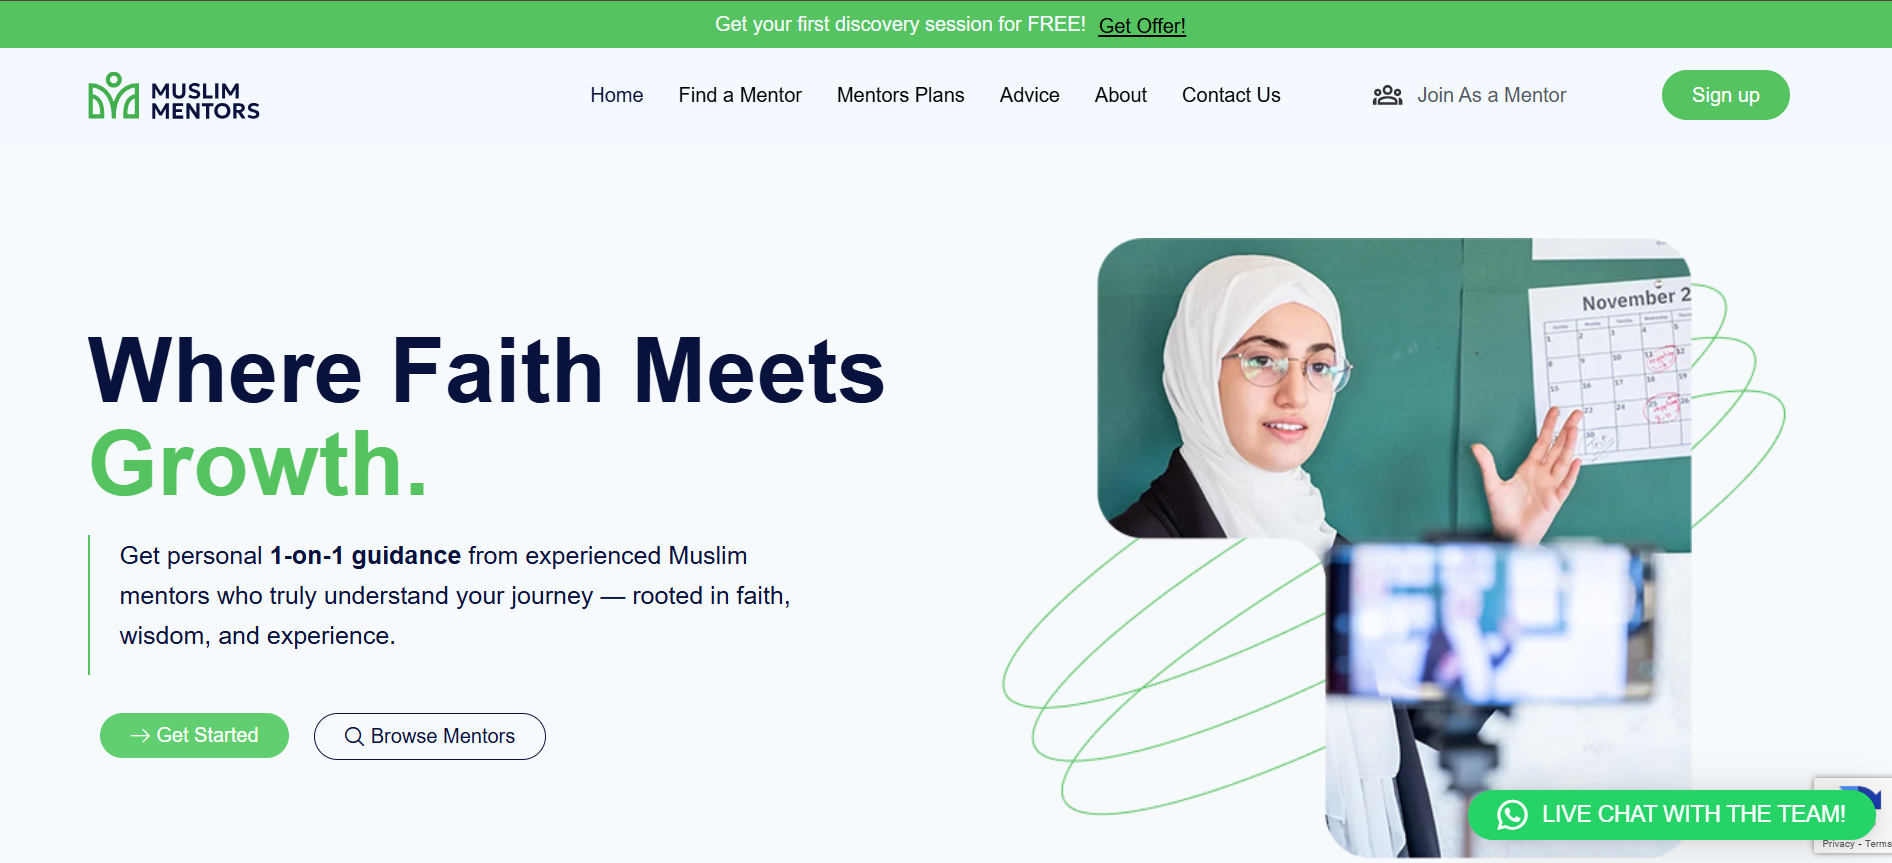 Get your first discovery session for FREE! Get Offer!
MUSLIM
MENTORS
Home Find a Mentor Mentors Plans Advice About Contact Us Join As a Mentor Sign up
November 2
Where Faith Meets
Growth.
Get personal 1-on-1 guidance from experienced Muslim
mentors who truly understand your journey — rooted in faith,
wisdom, and experience.
Get Started Browse Mentors
LIVE CHAT WITH THE TEAM!
Privacy - Terms